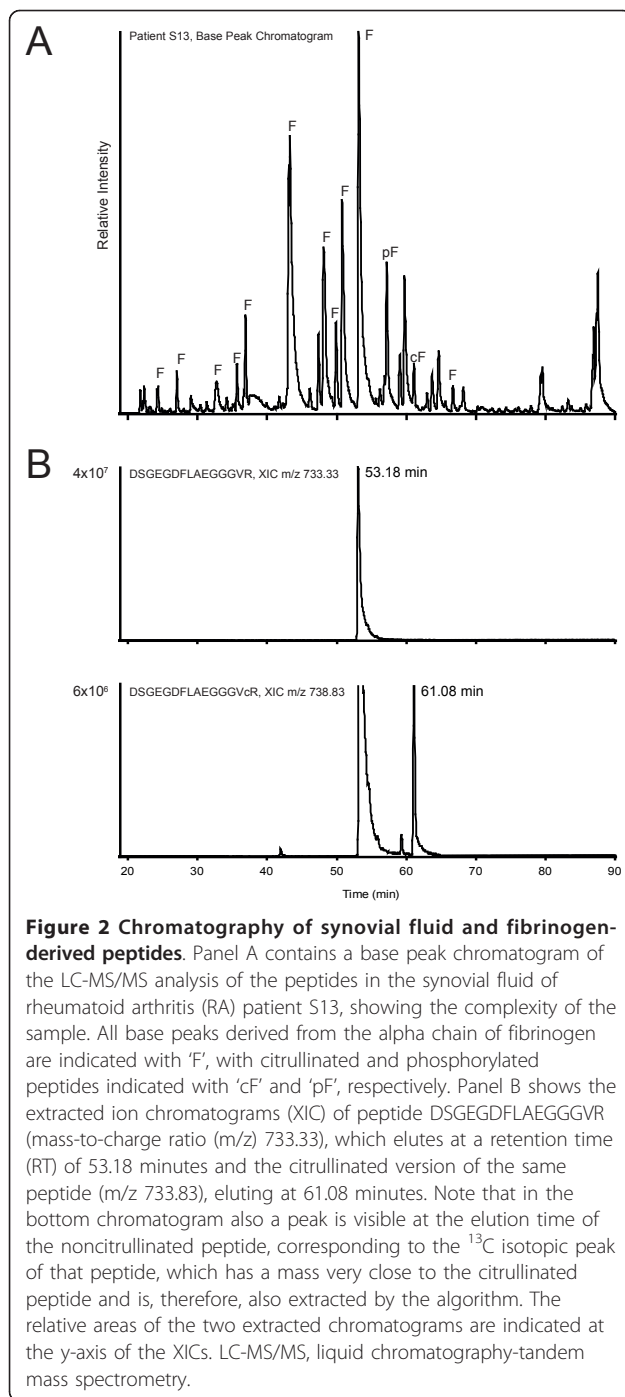 A
Patient S13, Base Peak Chromatogram
F
F
F
F
pF
Relative Intensity
F
F
cF
F
F
F
F
F
B
4x10⁷
DSGEGDFLAEGGGVR, XIC m/z 733.33
53.18 min
6x10⁶
DSGEGDFLAEGGGVcR, XIC m/z 738.83
61.08 min
20 30 40 50 60 70 80 90
Time (min)
Figure 2 Chromatography of synovial fluid and fibrinogen-
derived peptides. Panel A contains a base peak chromatogram of
the LC-MS/MS analysis of the peptides in the synovial fluid of
rheumatoid arthritis (RA) patient S13, showing the complexity of the
sample. All base peaks derived from the alpha chain of fibrinogen
are indicated with ‘F’, with citrullinated and phosphorylated
peptides indicated with ‘cF’ and ‘pF’, respectively. Panel B shows the
extracted ion chromatograms (XIC) of peptide DSGEGDFLAEGGGVR
(mass-to-charge ratio (m/z) 733.33), which elutes at a retention time
(RT) of 53.18 minutes and the citrullinated version of the same
peptide (m/z 733.83), eluting at 61.08 minutes. Note that in the
bottom chromatogram also a peak is visible at the elution time of
the noncitrullinated peptide, corresponding to the ¹³C isotopic peak
of that peptide, which has a mass very close to the citrullinated
peptide and is, therefore, also extracted by the algorithm. The
relative areas of the two extracted chromatograms are indicated at
the y-axis of the XICs. LC-MS/MS, liquid chromatography-tandem
mass spectrometry.